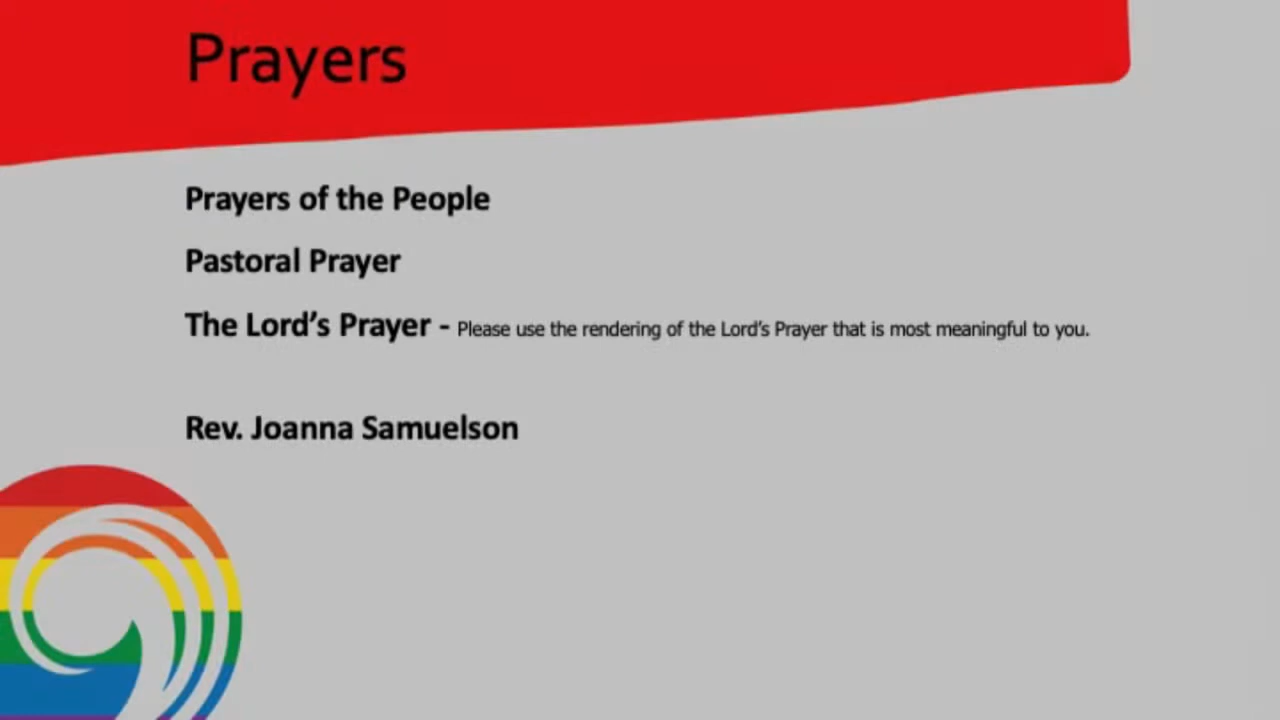 Prayers
Prayers of the People
Pastoral Prayer
The Lord’s Prayer - Please use the rendering of the Lord’s Prayer that is most meaningful to you.
Rev. Joanna Samuelson